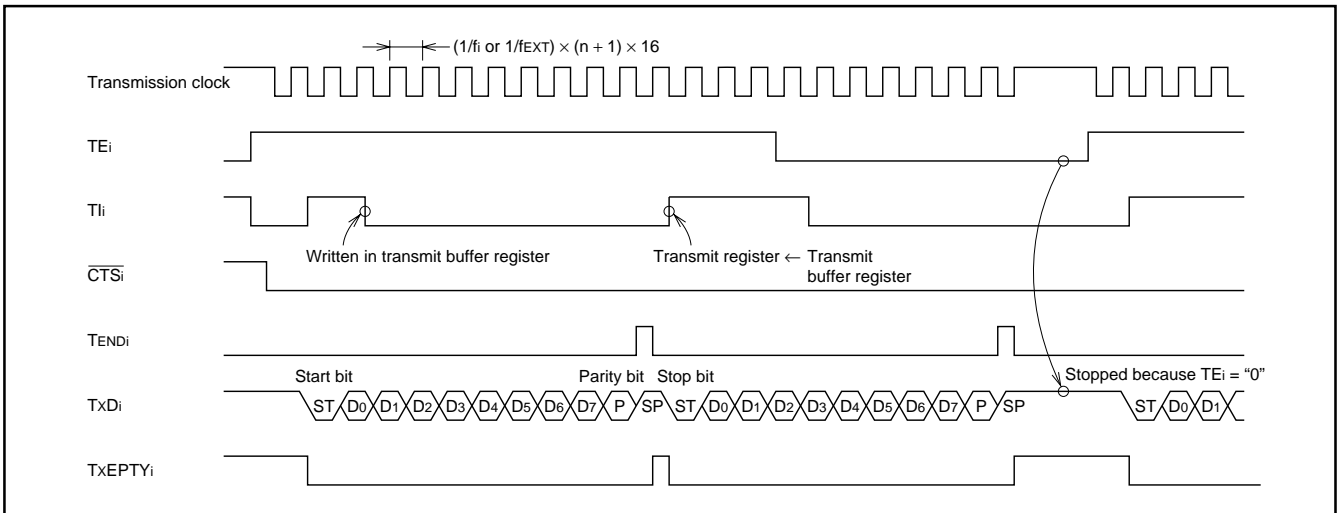 (1/fi or 1/fEXT) × (n + 1) × 16
Transmission clock
TEi
TIi
Written in transmit buffer register
Transmit register ← Transmit
buffer register
CTSi
TENDi
Start bit
Parity bit
Stop bit
Stopped because TEi = “0”
TxDi
ST D0 D1 D2 D3 D4 D5 D6 D7 P SP ST D0 D1 D2 D3 D4 D5 D6 D7 P SP ST D0 D1
TxEPTYi